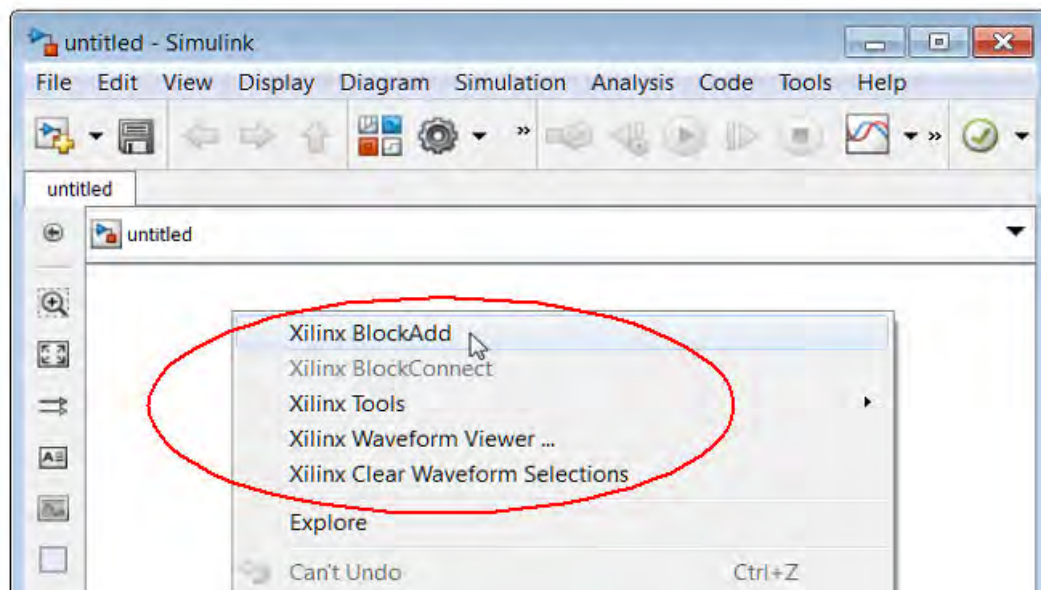 untitled - Simulink
File Edit View Display Diagram Simulation Analysis Code Tools Help
untitled
untitled
Xilinx BlockAdd
Xilinx BlockConnect
Xilinx Tools
Xilinx Waveform Viewer ...
Xilinx Clear Waveform Selections
Explore
Can't Undo Ctrl+Z